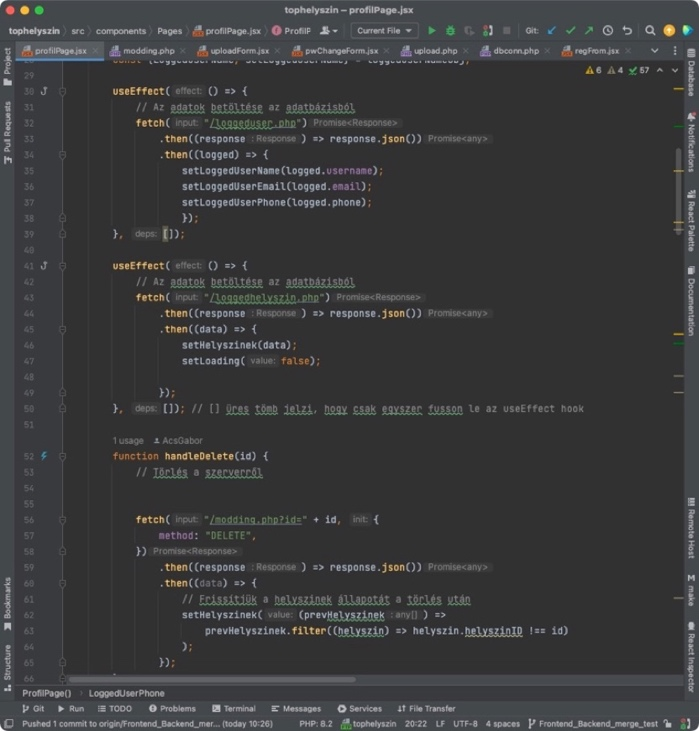 tophelyszin – profilPage.jsx
tophelyszin > src > components > Pages > profilPage.jsx > ProfilP Current File Git:
profilPage.jsx modding.php uploadForm.jsx pwChangeForm.jsx upload.php dbconn.php regFrom.jsx
29
6 4 57
30 useEffect( effect: () => {
31 // Az adatok betöltése az adatbázisból
32 fetch( input: "/loggeduser.php") Promise<Response>
33 .then((response : Response ) => response.json()) Promise<any>
34 .then((logged) => {
35 setLoggedUserName(logged.username);
36 setLoggedUserEmail(logged.email);
37 setLoggedUserPhone(logged.phone);
38 });
39 }, deps: []);
40
41 useEffect( effect: () => {
42 // Az adatok betöltése az adatbázisból
43 fetch( input: "/loggedhelyszin.php") Promise<Response>
44 .then((response : Response ) => response.json()) Promise<any>
45 .then((data) => {
46 setHelyszinek(data);
47 setLoading( value: false);
48
49 });
50 }, deps: []); // [] üres tömb jelzi, hogy csak egyszer fusson le az useEffect hook
51
1 usage AcsGabor
52 function handleDelete(id) {
53 // Törlés a szerverről
54
55
56 fetch( input: "/modding.php?id=" + id, init: {
57 method: "DELETE",
58 }) Promise<Response>
59 .then((response : Response ) => response.json()) Promise<any>
60 .then((data) => {
61 // Frissítjük a helyszinek állapotát a törlés után
62 setHelyszinek( value: (prevHelyszinek : any[] ) =>
63 prevHelyszinek.filter((helyszin) => helyszin.helyszinID !== id)
64 );
65 });
66
ProfilPage() > LoggedUserPhone
Git Run TODO Problems Terminal Messages Services File Transfer
Pushed 1 commit to origin/Frontend_Backend_mer... (today 10:26) PHP: 8.2 tophelyszin 20:22 LF UTF-8 4 spaces Frontend_Backend_merge_test
Project
Pull Requests
Bookmarks
Structure
Database
Notifications
React Palette
Documentation
Remote Host
make
React Inspector